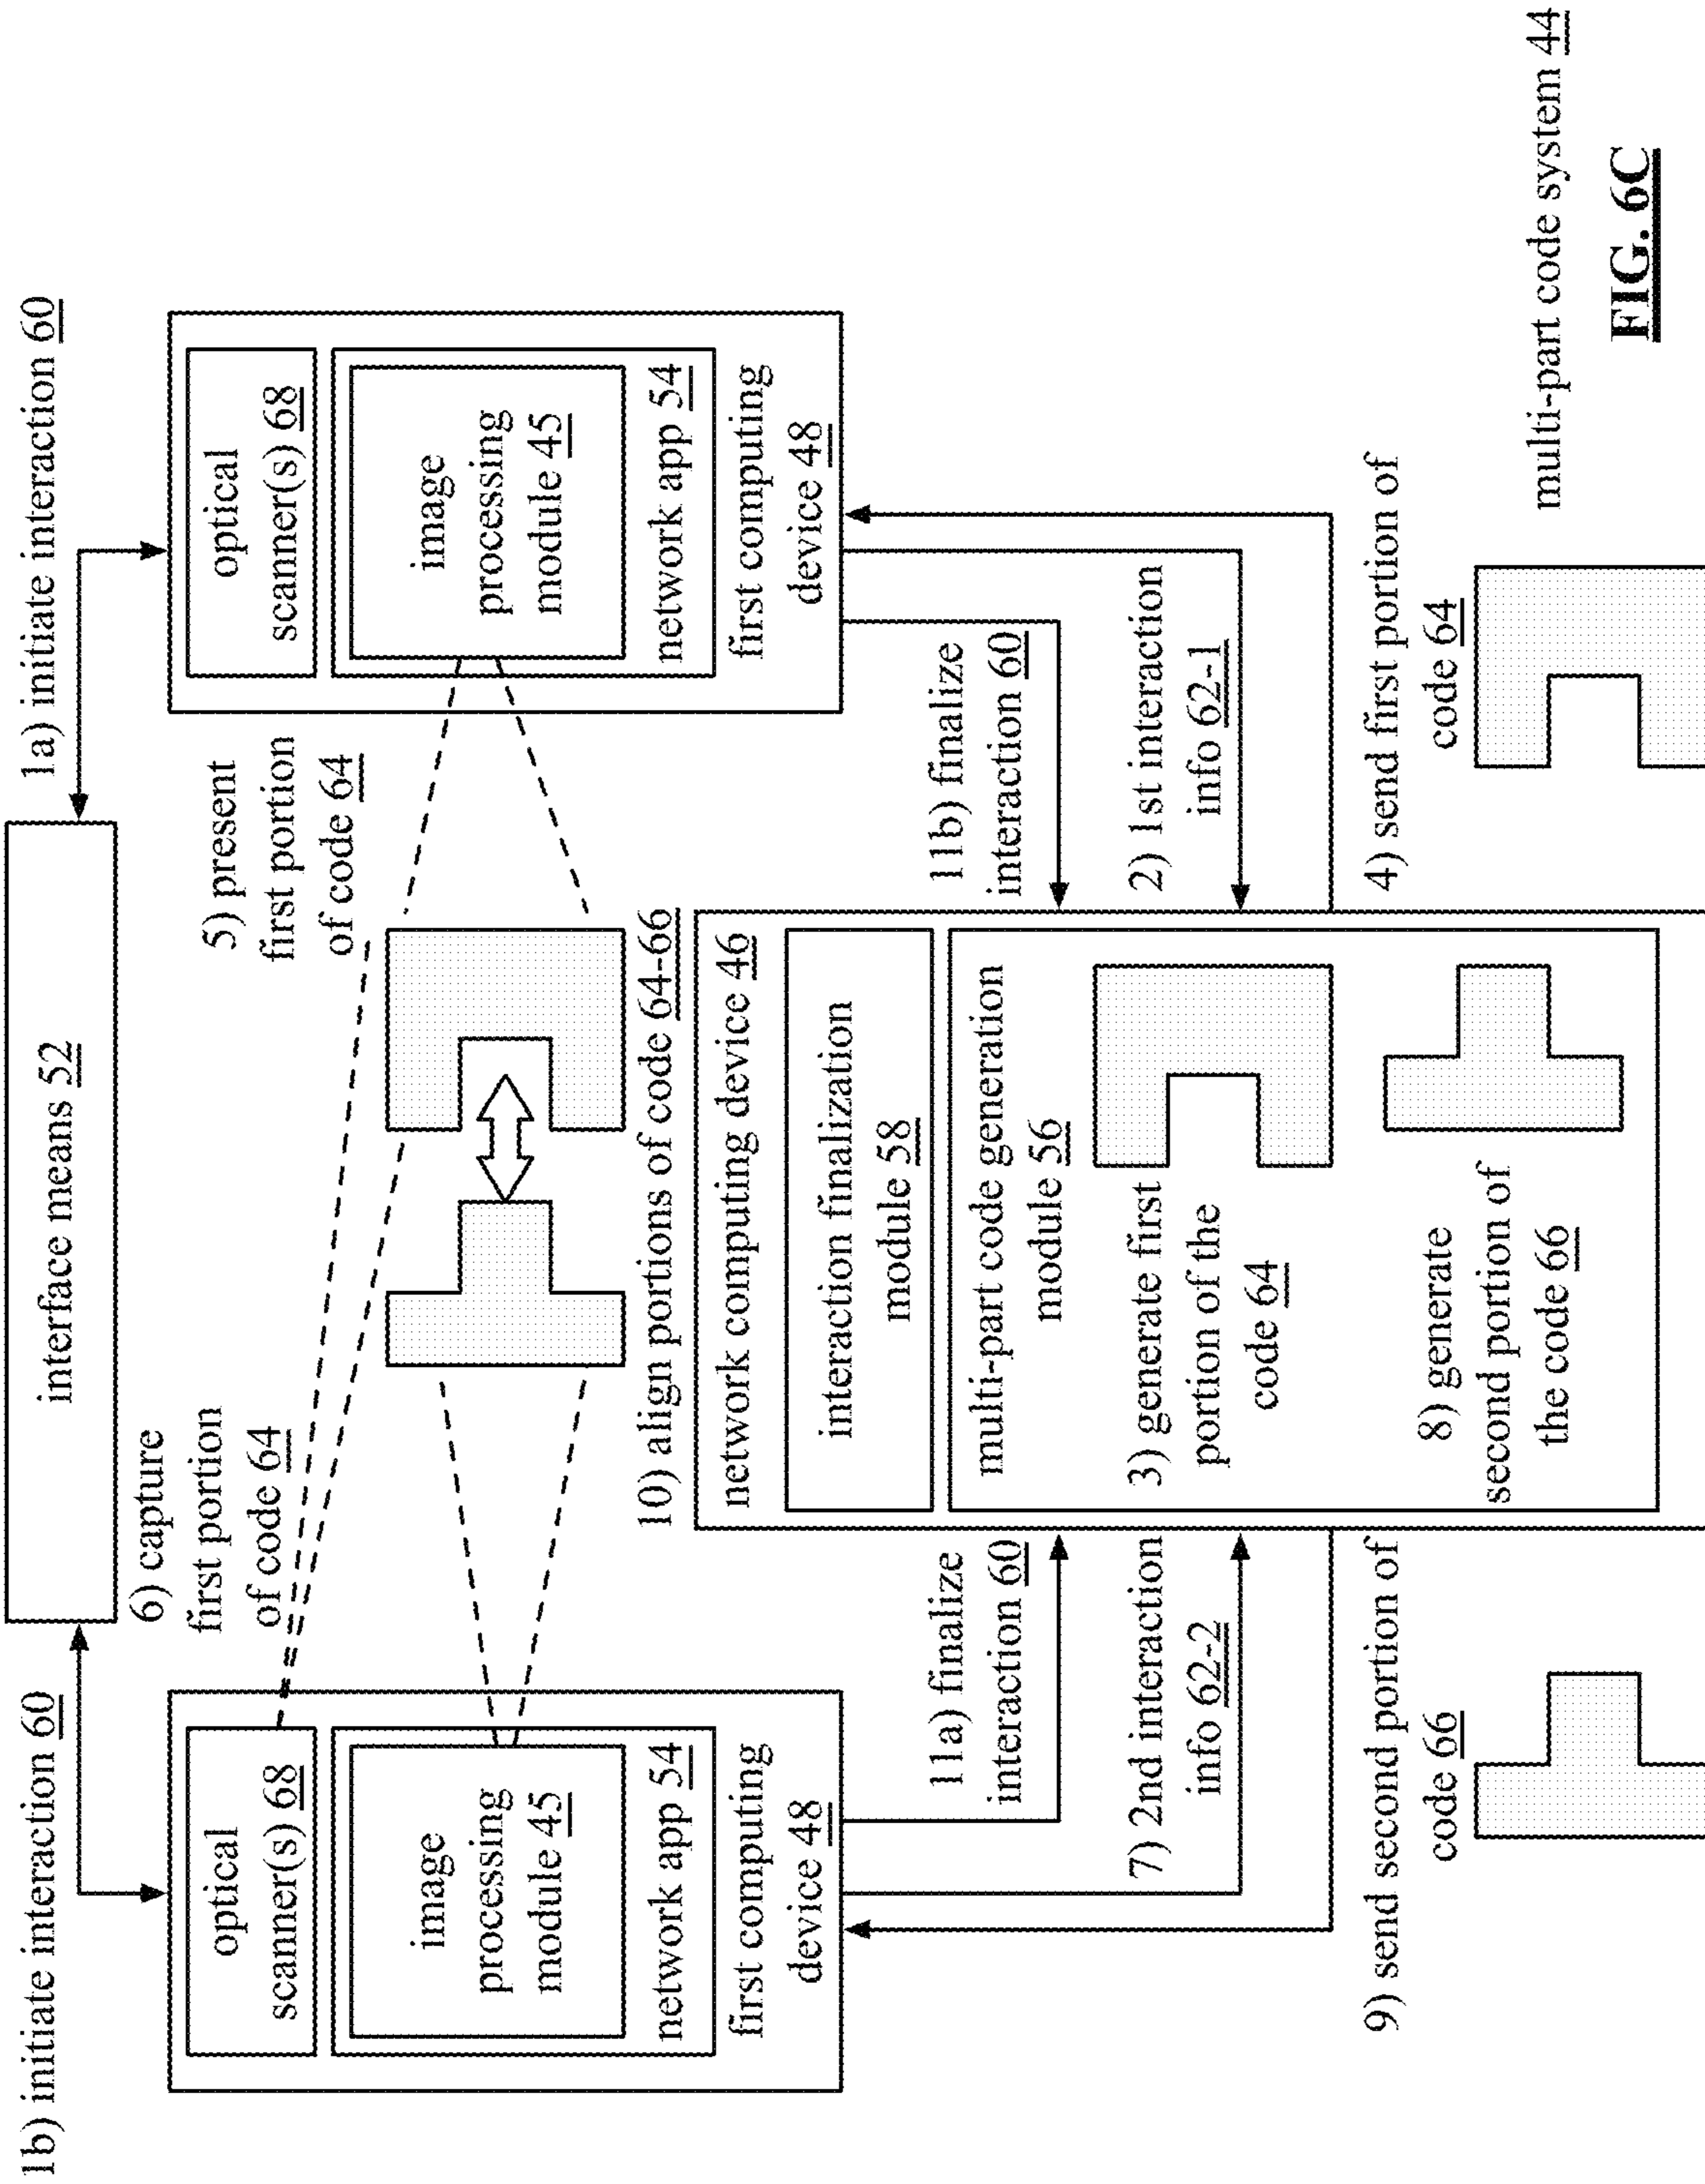 1b) initiate interaction 60
interface means 52
1a) initiate interaction 60
optical
scanner(s) 68
image
processing
module 45
network app 54
first computing
device 48
6) capture
first portion
of code 64
5) present
first portion
of code 64
optical
scanner(s) 68
image
processing
module 45
network app 54
first computing
device 48
10) align portions of code 64-66
network computing device 46
interaction finalization
module 58
multi-part code generation
module 56
3) generate first
portion of the
code 64
8) generate
second portion of
the code 66
11a) finalize
interaction 60
7) 2nd interaction
info 62-2
9) send second portion of
code 66
11b) finalize
interaction 60
2) 1st interaction
info 62-1
4) send first portion of
code 64
multi-part code system 44
FIG. 6C